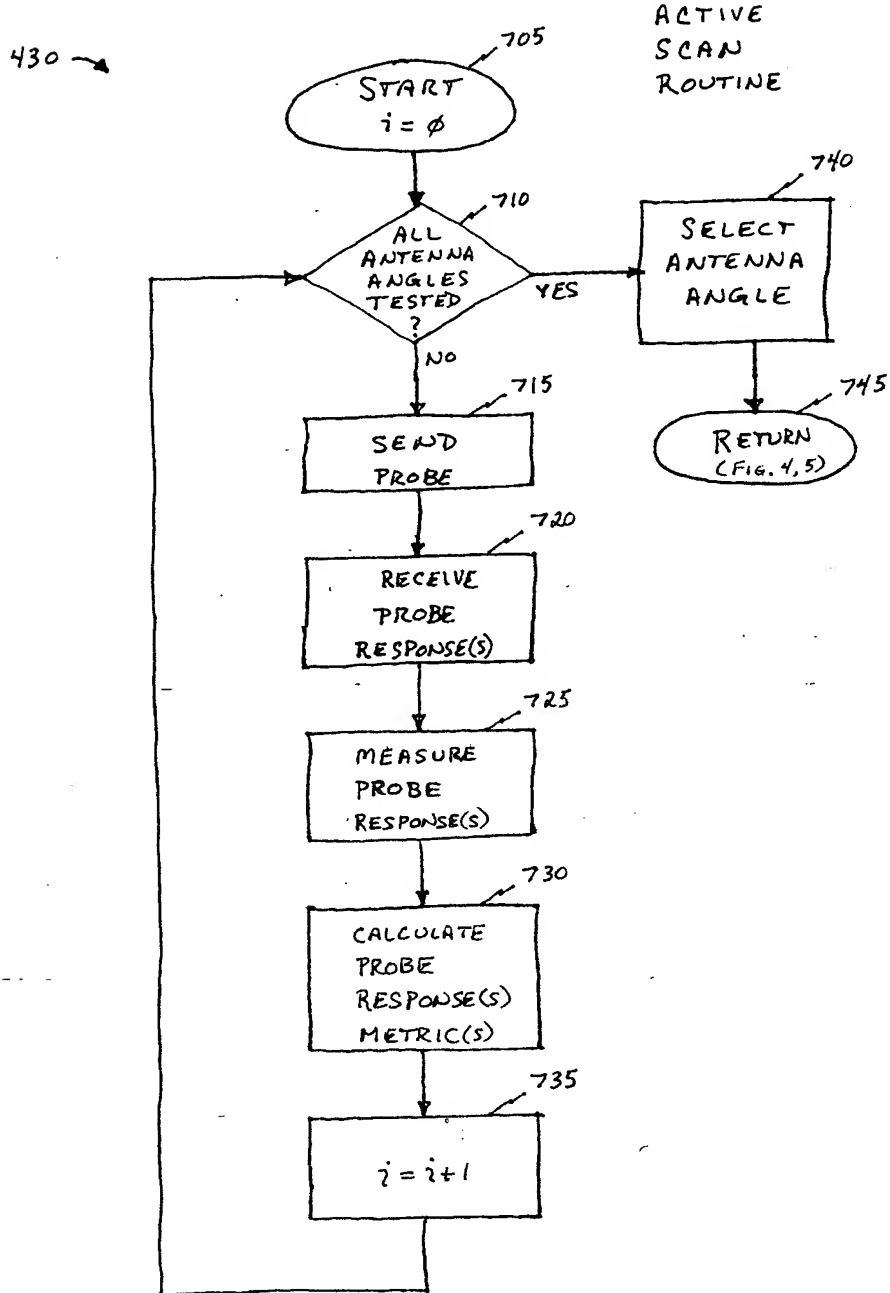 430
ACTIVE
SCAN
ROUTINE
705
START
i = φ
710
ALL
ANTENNA
ANGLES
TESTED
?
YES
NO
740
SELECT
ANTENNA
ANGLE
745
RETURN
(FIG. 4, 5)
715
SEND
PROBE
720
RECEIVE
PROBE
RESPONSE(S)
725
MEASURE
PROBE
RESPONSE(S)
730
CALCULATE
PROBE
RESPONSE(S)
METRIC(S)
735
i = i+1